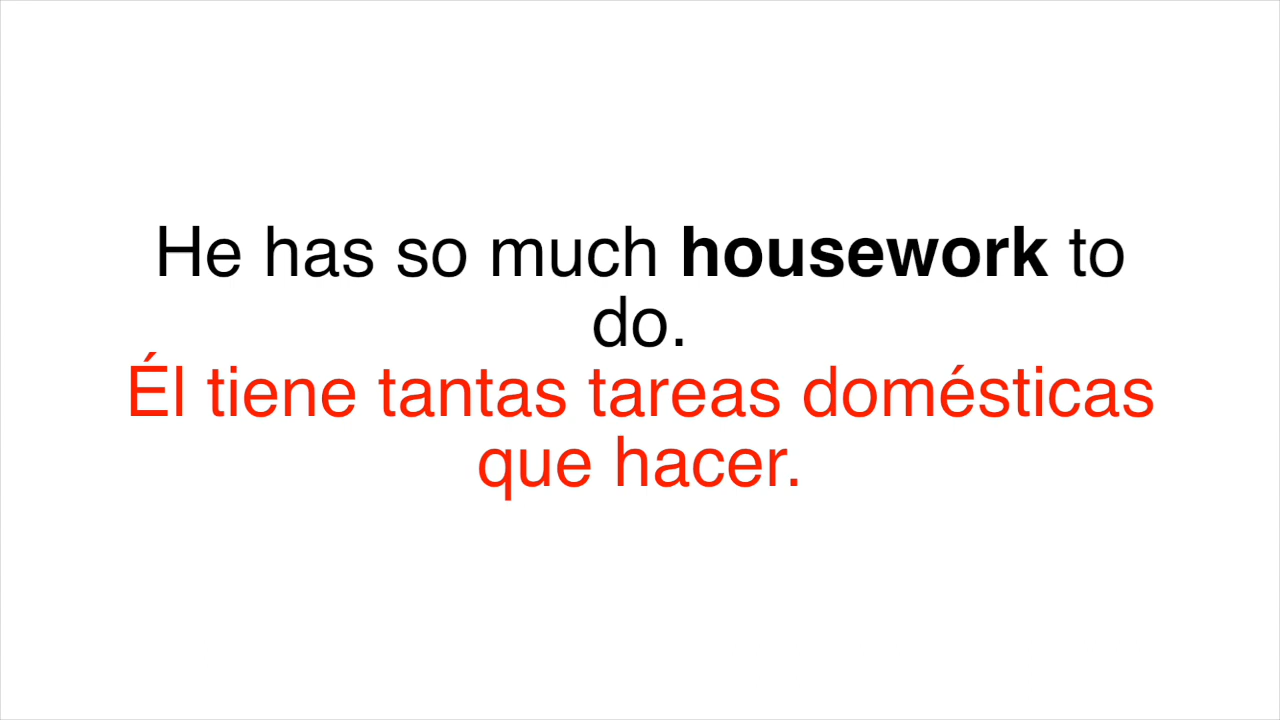 He has so much housework to
do.
Él tiene tantas tareas domésticas
que hacer.